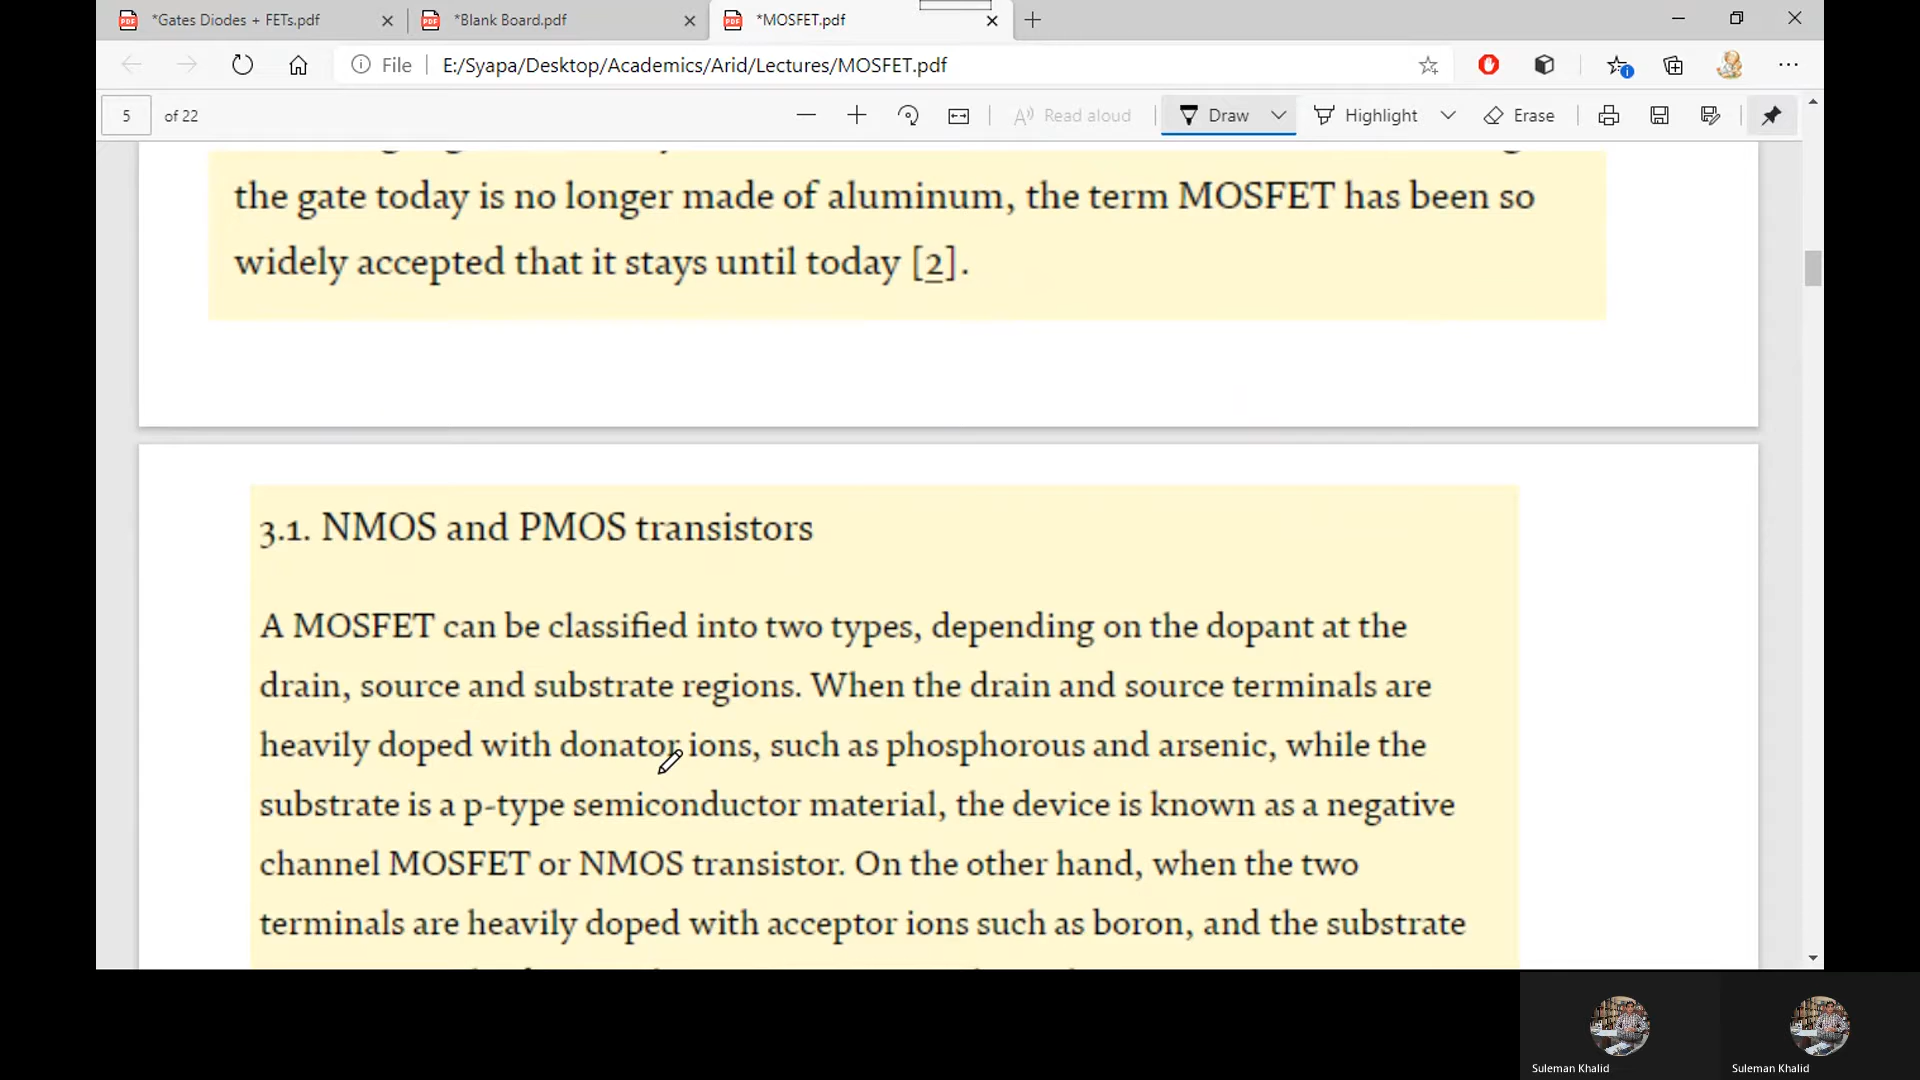 *Gates Diodes + FETs.pdf
*Blank Board.pdf
*MOSFET.pdf
File
E:/Syapa/Desktop/Academics/Arid/Lectures/MOSFET.pdf
5 of 22
Read aloud
Draw
Highlight
Erase
the gate today is no longer made of aluminum, the term MOSFET has been so
widely accepted that it stays until today [2].
3.1. NMOS and PMOS transistors
A MOSFET can be classified into two types, depending on the dopant at the
drain, source and substrate regions. When the drain and source terminals are
heavily doped with donator ions, such as phosphorous and arsenic, while the
substrate is a p-type semiconductor material, the device is known as a negative
channel MOSFET or NMOS transistor. On the other hand, when the two
terminals are heavily doped with acceptor ions such as boron, and the substrate
Suleman Khalid
Suleman Khalid